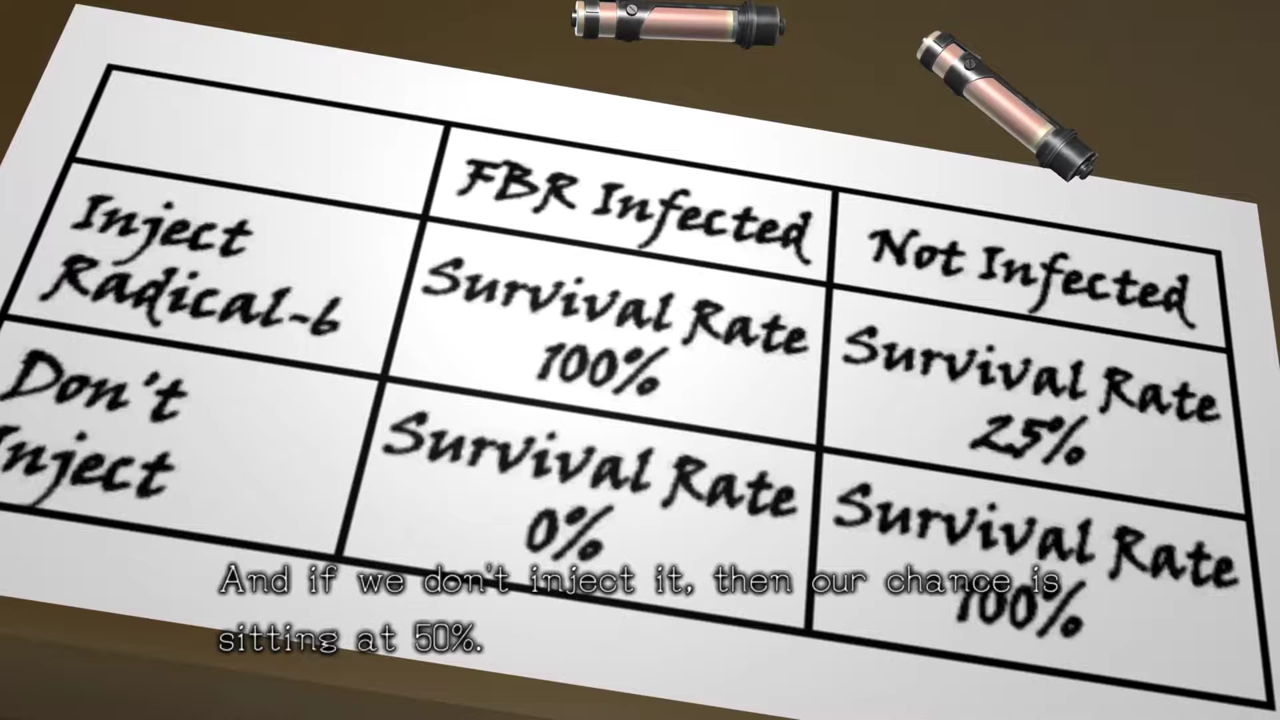 FBR Infected
Not Infected
Inject
Radical-6
Survival Rate
100%
Survival Rate
25%
Don't
Inject
Survival Rate
0%
Survival Rate
100%
And if we don't inject it, then our chance is
sitting at 50%.